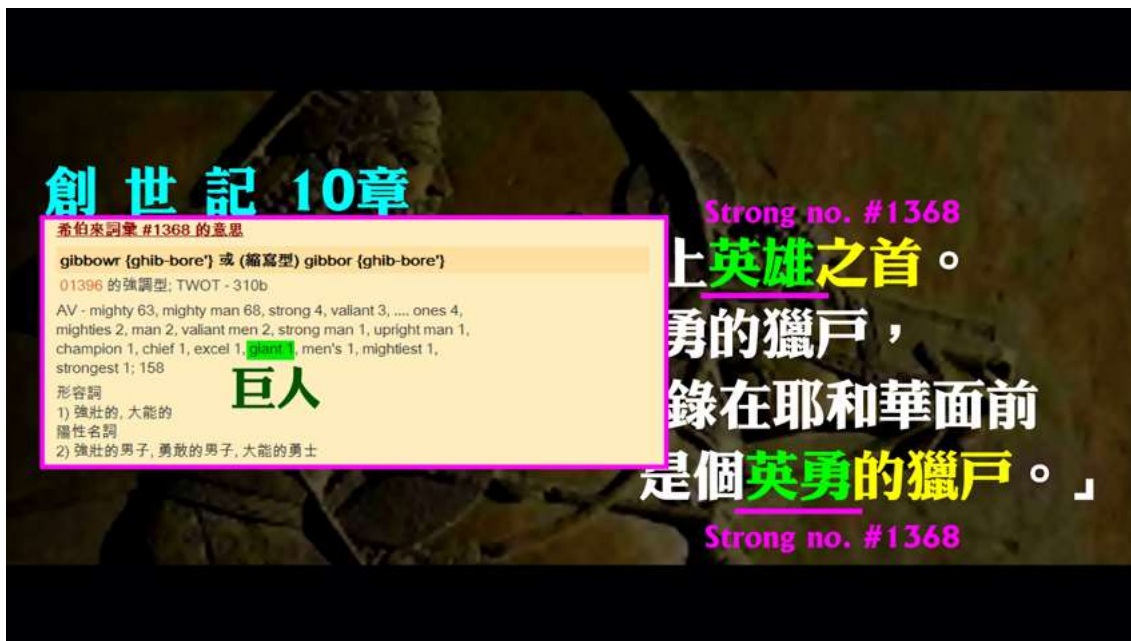 創世記 10章
希伯來詞彙 #1368 的意思
gibbowr {ghib-bore'} 或 (縮寫型) gibbor {ghib-bore'}
01396 的強調型; TWOT - 310b
AV - mighty 63, mighty man 68, strong 4, valiant 3, .... ones 4,
mighties 2, man 2, valiant men 2, strong man 1, upright man 1,
champion 1, chief 1, excel 1, giant 1, men's 1, mightiest 1,
strongest 1; 158
巨人
形容詞
1) 強壯的, 大能的
陽性名詞
2) 強壯的男子, 勇敢的男子, 大能的勇士
Strong no. #1368
上英雄之首。
勇的獵戶,
錄在耶和華面前
是個英勇的獵戶。」
Strong no. #1368